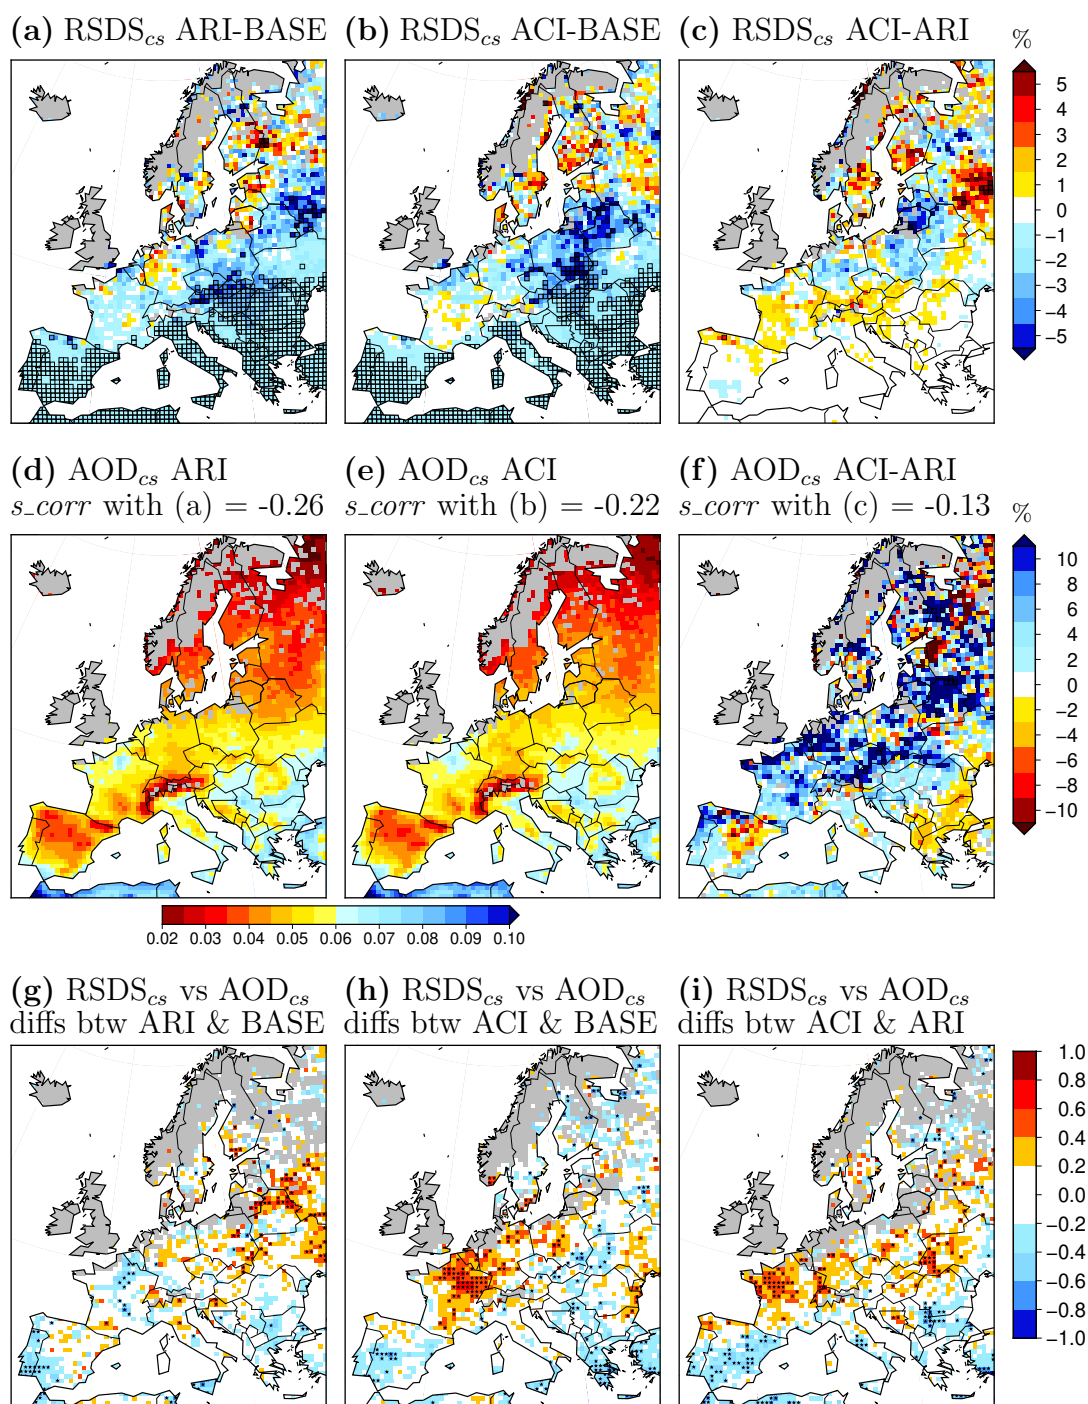 (a) RSDScs ARI-BASE
(b) RSDScs ACI-BASE
(c) RSDScs ACI-ARI
%
5
4
3
2
1
0
−1
−2
−3
−4
−5
(d) AODcs ARI
s_corr with (a) = -0.26
(e) AODcs ACI
s_corr with (b) = -0.22
(f) AODcs ACI-ARI
s_corr with (c) = -0.13
%
10
8
6
4
2
0
−2
−4
−6
−8
−10
0.02 0.03 0.04 0.05 0.06 0.07 0.08 0.09 0.10
(g) RSDScs vs AODcs
diffs btw ARI & BASE
(h) RSDScs vs AODcs
diffs btw ACI & BASE
(i) RSDScs vs AODcs
diffs btw ACI & ARI
1.0
0.8
0.6
0.4
0.2
0.0
−0.2
−0.4
−0.6
−0.8
−1.0